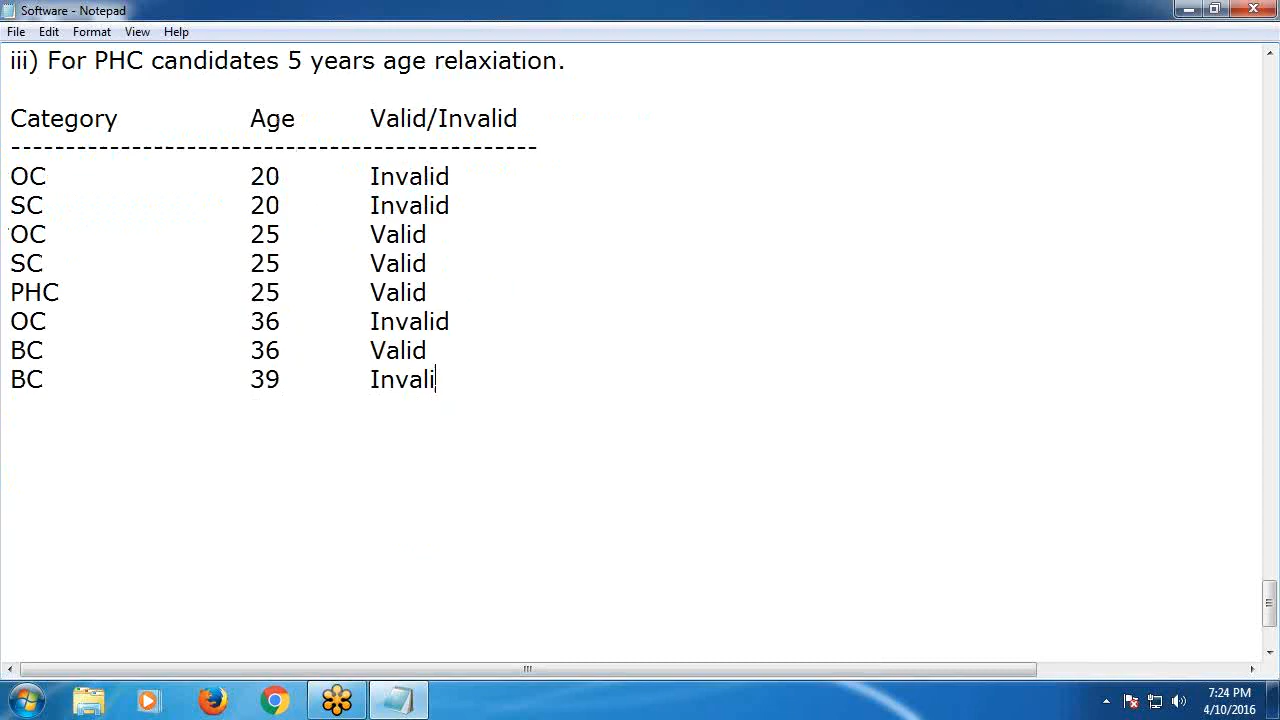 Software - Notepad
File Edit Format View Help
iii) For PHC candidates 5 years age relaxiation.
Category Age Valid/Invalid
------------------------------------------------
OC 20 Invalid
SC 20 Invalid
OC 25 Valid
SC 25 Valid
PHC 25 Valid
OC 36 Invalid
BC 36 Valid
BC 39 Invali
7:24 PM
4/10/2016